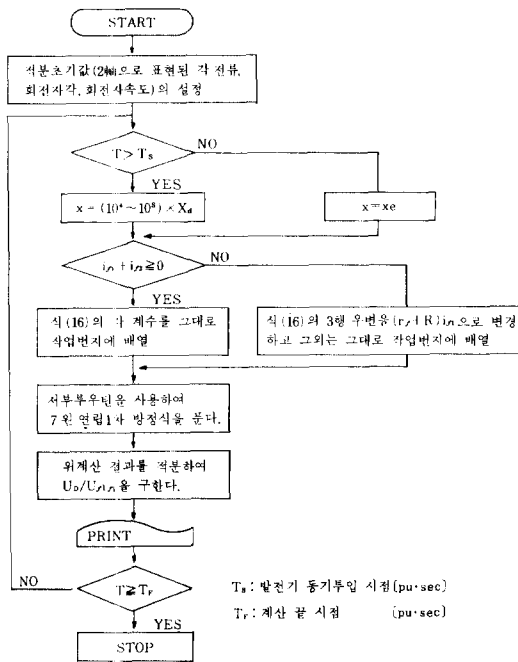 START
적분초기값(2軸으로 표현된 각 전류,
회전자각, 회전자속도)의 설정
T > Ts
NO
YES
x = (10⁴~10⁸) × Xd
x = xe
if1 + if2 ≧ 0
NO
YES
식(16)의 각 계수를 그대로
작업번지에 배열
식(16)의 3행 우변을 (rf + R) if1으로 변경
하고 그외는 그대로 작업번지에 배열
서부루우틴을 사용하여
7원 연립1차 방정식을 푼다.
위계산 결과를 적분하여
을 구한다.
PRINT
NO
T ≧ TF
YES
STOP
Ts : 발전기 동기투입 시점 [pu·sec]
TF : 계산 끝 시점 [pu·sec]